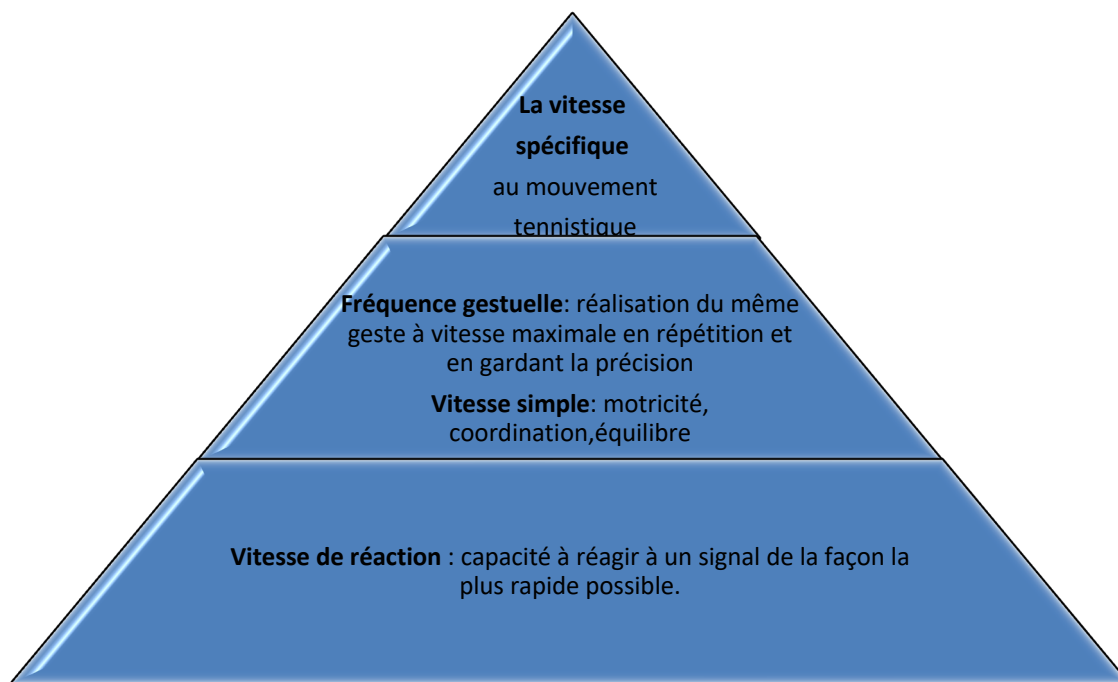 La vitesse
spécifique
au mouvement
tennistique
Fréquence gestuelle: réalisation du même
geste à vitesse maximale en répétition et
en gardant la précision
Vitesse simple: motricité,
coordination,équilibre
Vitesse de réaction : capacité à réagir à un signal de la façon la
plus rapide possible.